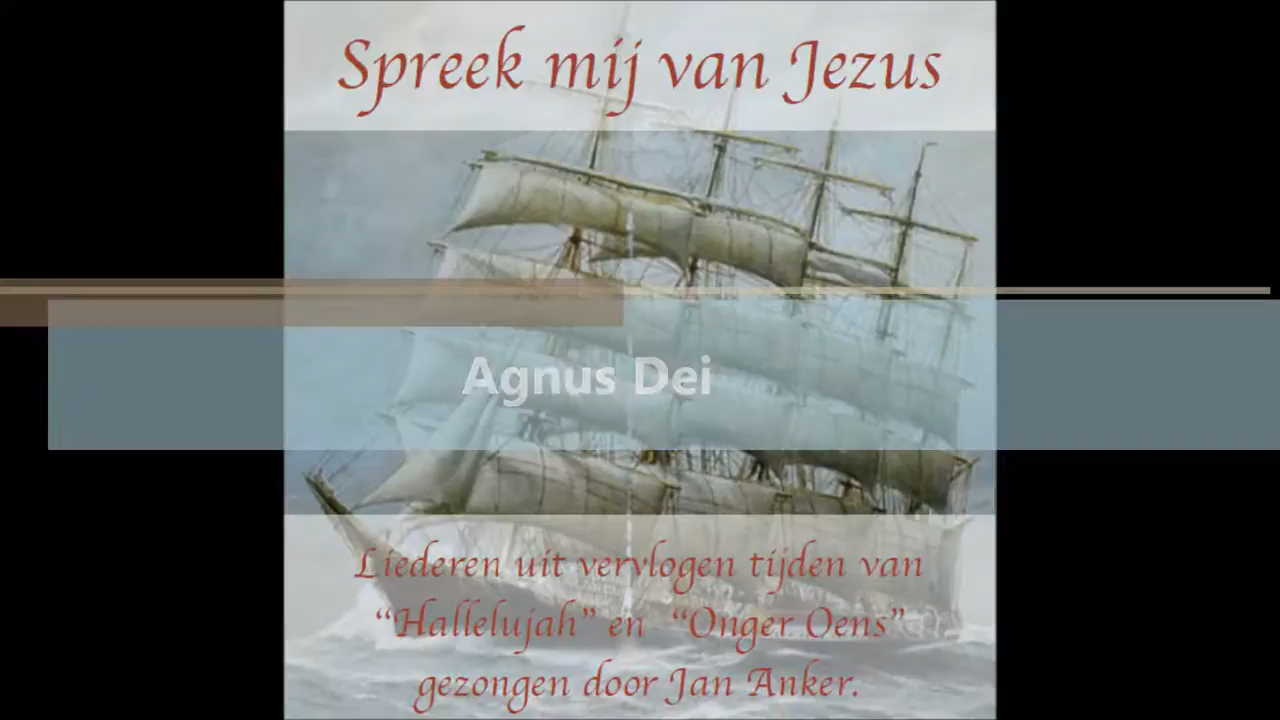 Spreek mij van Jezus
Agnus Dei
Liederen uit vervlogen tijden van
“Hallelujah” en “Onger Oens”
gezongen door Jan Anker.